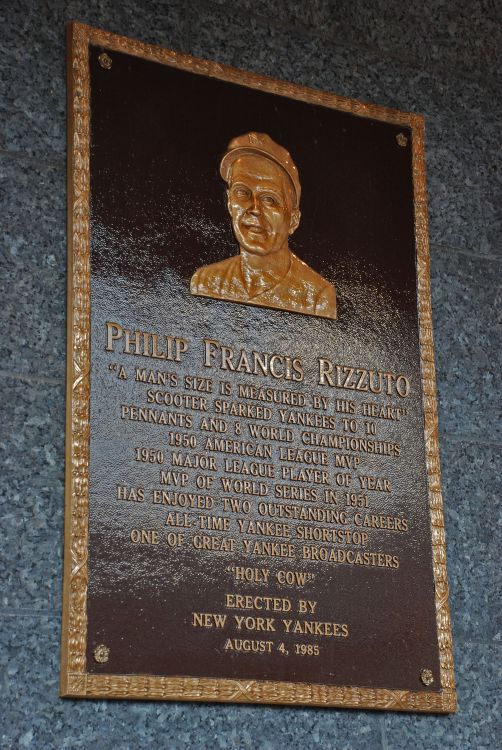 PHILIP FRANCIS RIZZUTO
"A MAN'S SIZE IS MEASURED BY HIS HEART"
SCOOTER SPARKED YANKEES TO 10
PENNANTS AND 8 WORLD CHAMPIONSHIPS
1950 AMERICAN LEAGUE MVP
1950 MAJOR LEAGUE PLAYER OF YEAR
MVP OF WORLD SERIES IN 1951
HAS ENJOYED TWO OUTSTANDING CAREERS
ALL-TIME YANKEE SHORTSTOP
ONE OF GREAT YANKEE BROADCASTERS
"HOLY COW"
ERECTED BY
NEW YORK YANKEES
AUGUST 4, 1985